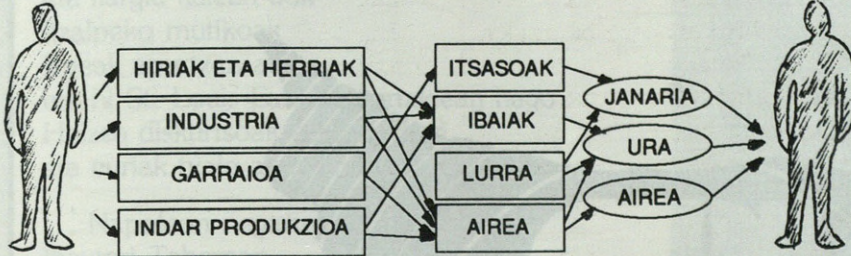 HIRIAK ETA HERRIAK
INDUSTRIA
GARRAIOA
INDAR PRODUKZIOA
ITSASOAK
IBAIAK
LURRA
AIREA
JANARIA
URA
AIREA